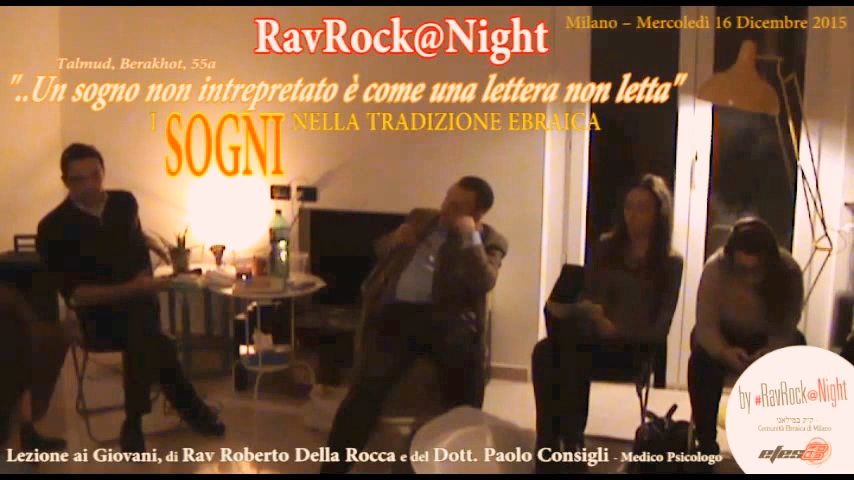 RavRock@Night
Milano – Mercoledì 16 Dicembre 2015
Talmud, Berakhot, 55a
"..Un sogno non intrepretato è come una lettera non letta"
I SOGNI NELLA TRADIZIONE EBRAICA
by #RavRock@Night
ק״ק במילאנו
Comunità Ebraica di Milano
Lezione ai Giovani, di Rav Roberto Della Rocca e del Dott. Paolo Consigli - Medico Psicologo